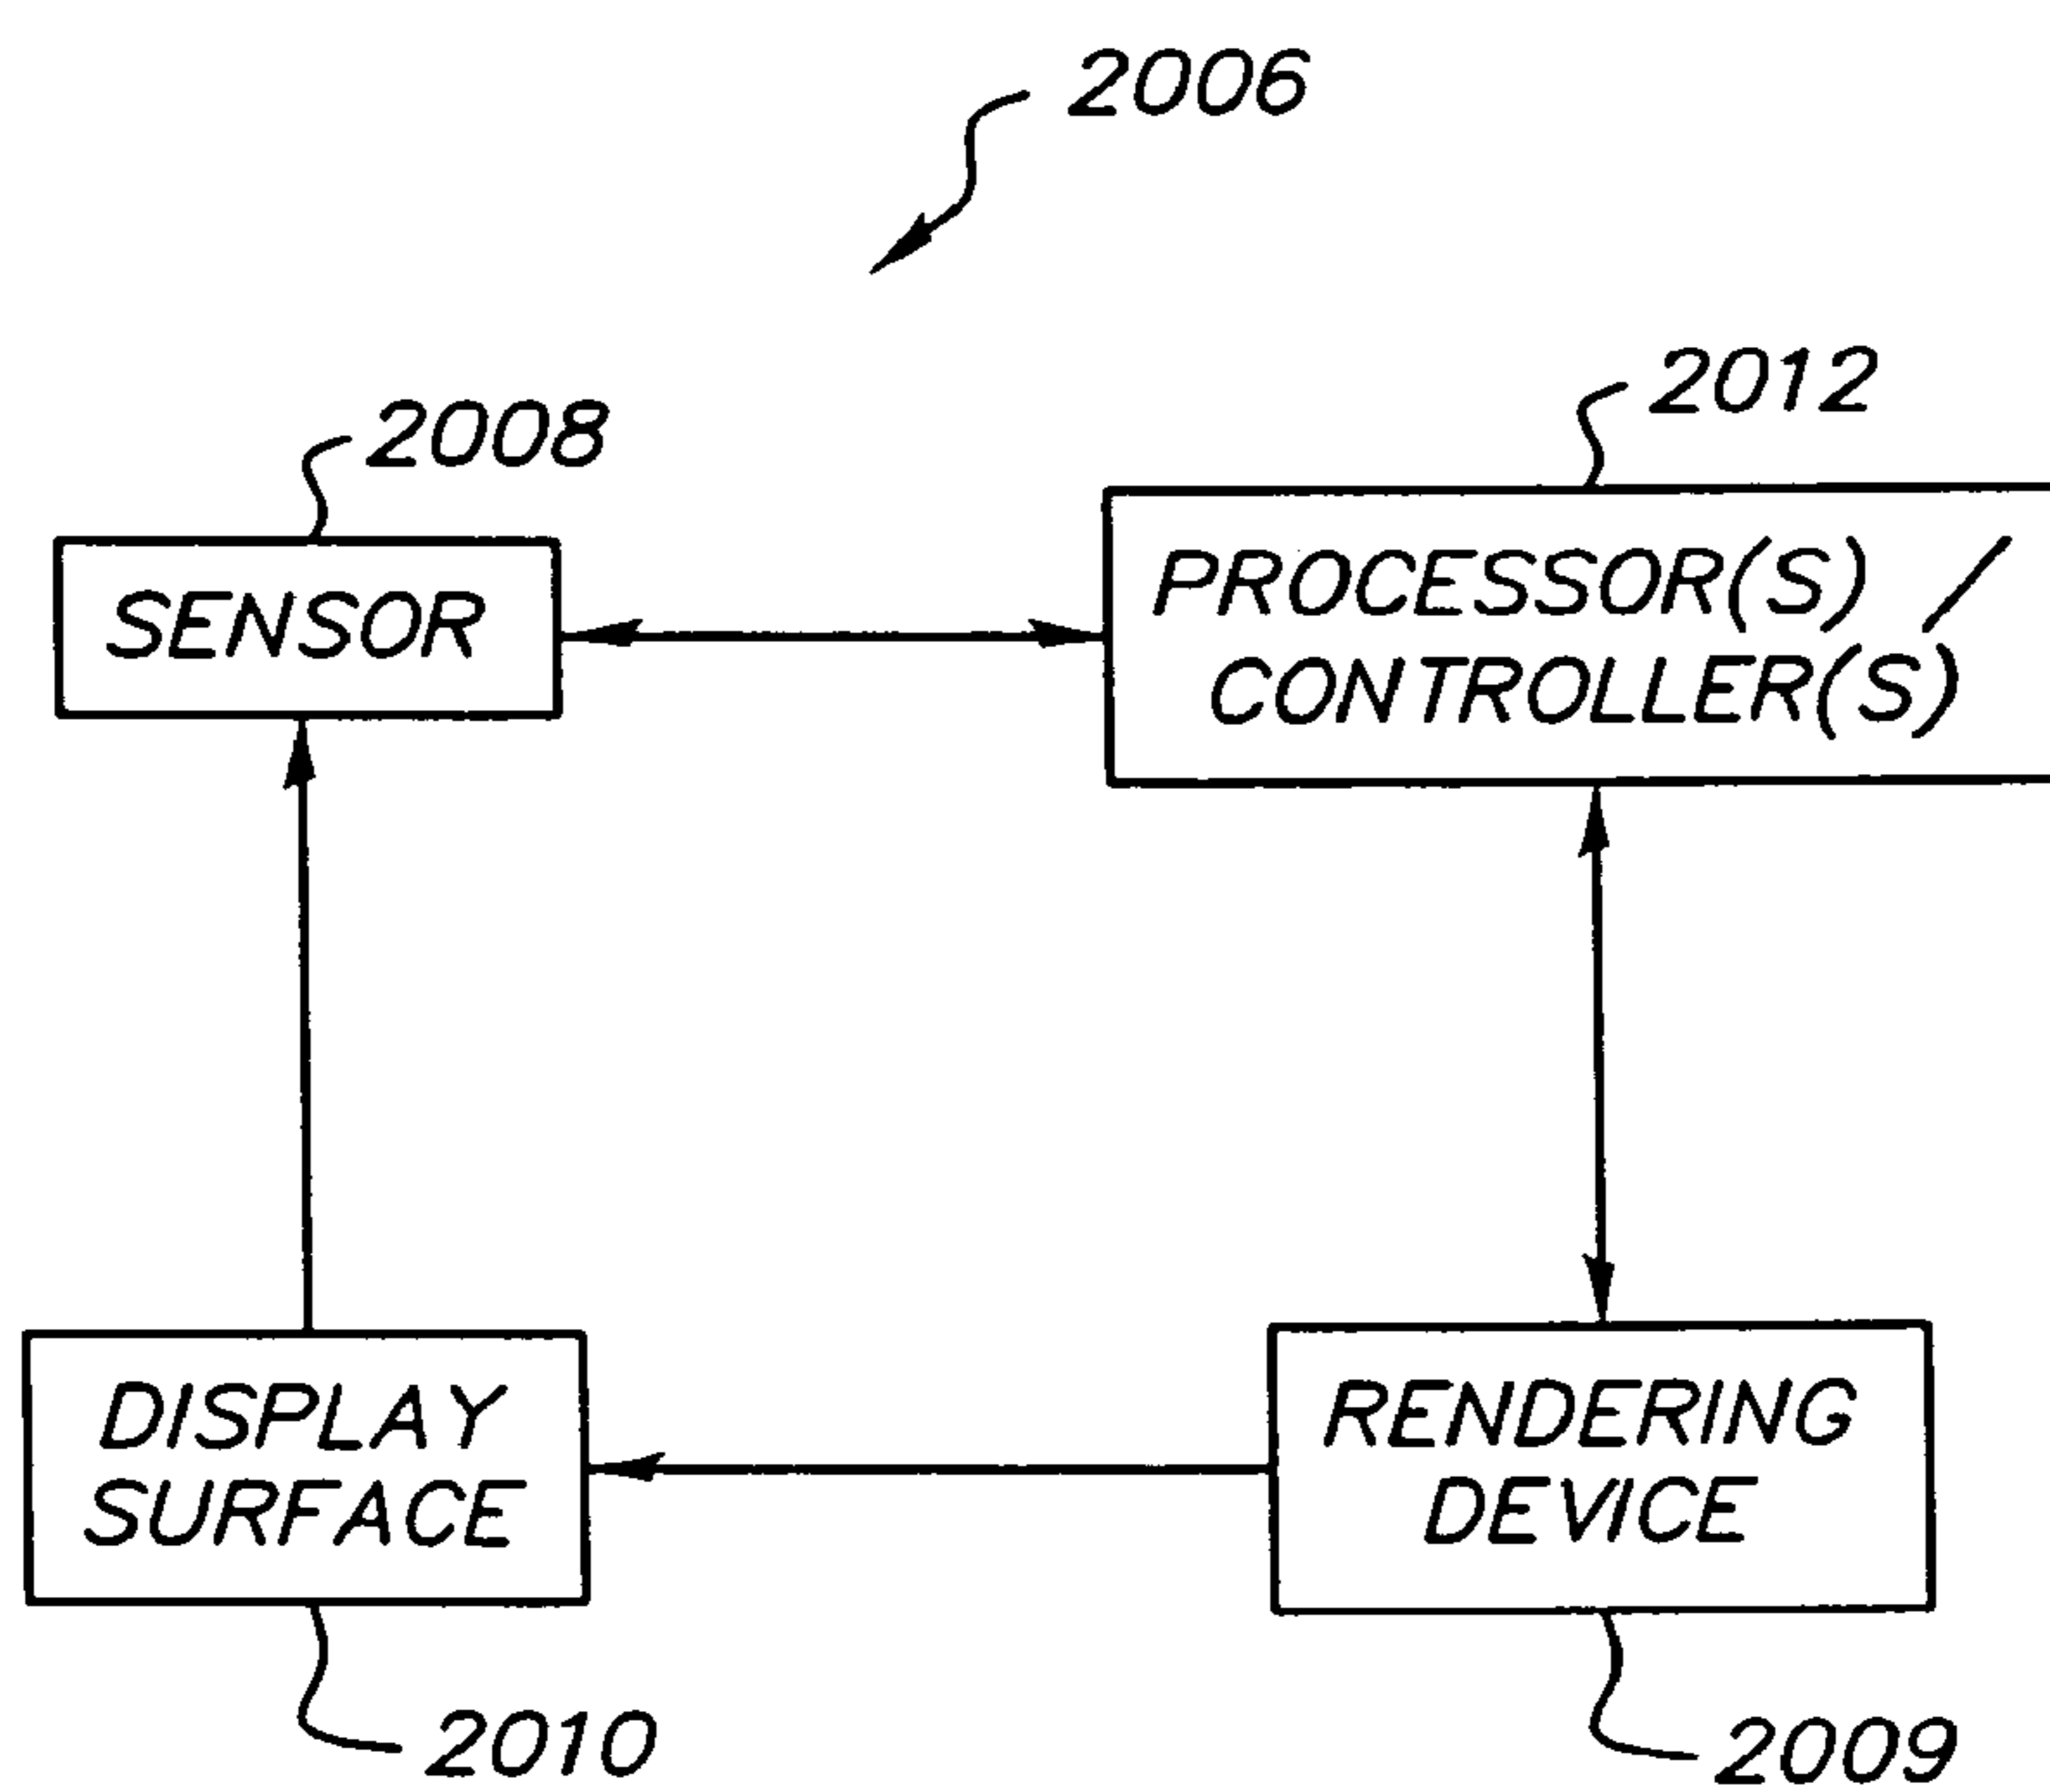 2006
2012
2008
PROCESSOR(S) /
CONTROLLER(S)
SENSOR
DISPLAY
SURFACE
RENDERING
DEVICE
2010
2009